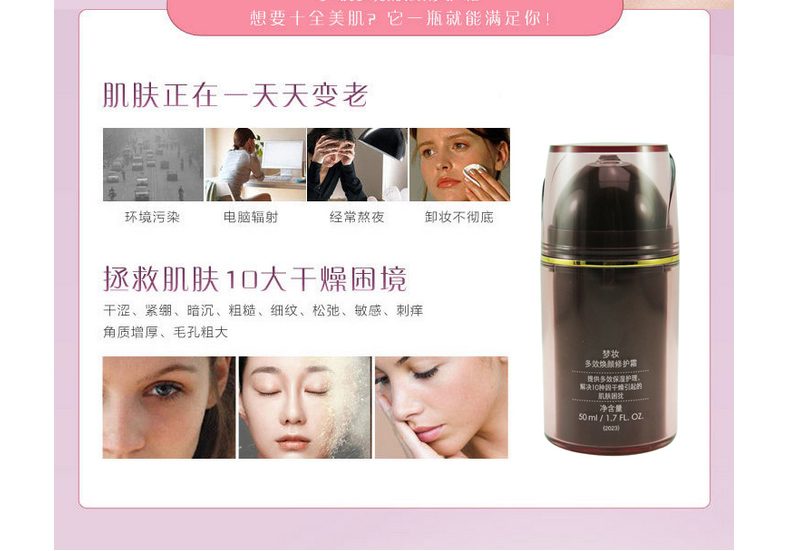 想要十全美肌? 它一瓶就能满足你!
肌肤正在一天天变老
环境污染
电脑辐射
经常熬夜
卸妆不彻底
拯救肌肤10大干燥困境
干涩、紧绷、暗沉、粗糙、细纹、松弛、敏感、刺痒
角质增厚、毛孔粗大
梦妆
多效焕颜修护霜
提供多效保湿护理,
解决10种因干燥引起的
肌肤困扰
净含量
50 ml / 1.7 FL. OZ.
(2023)